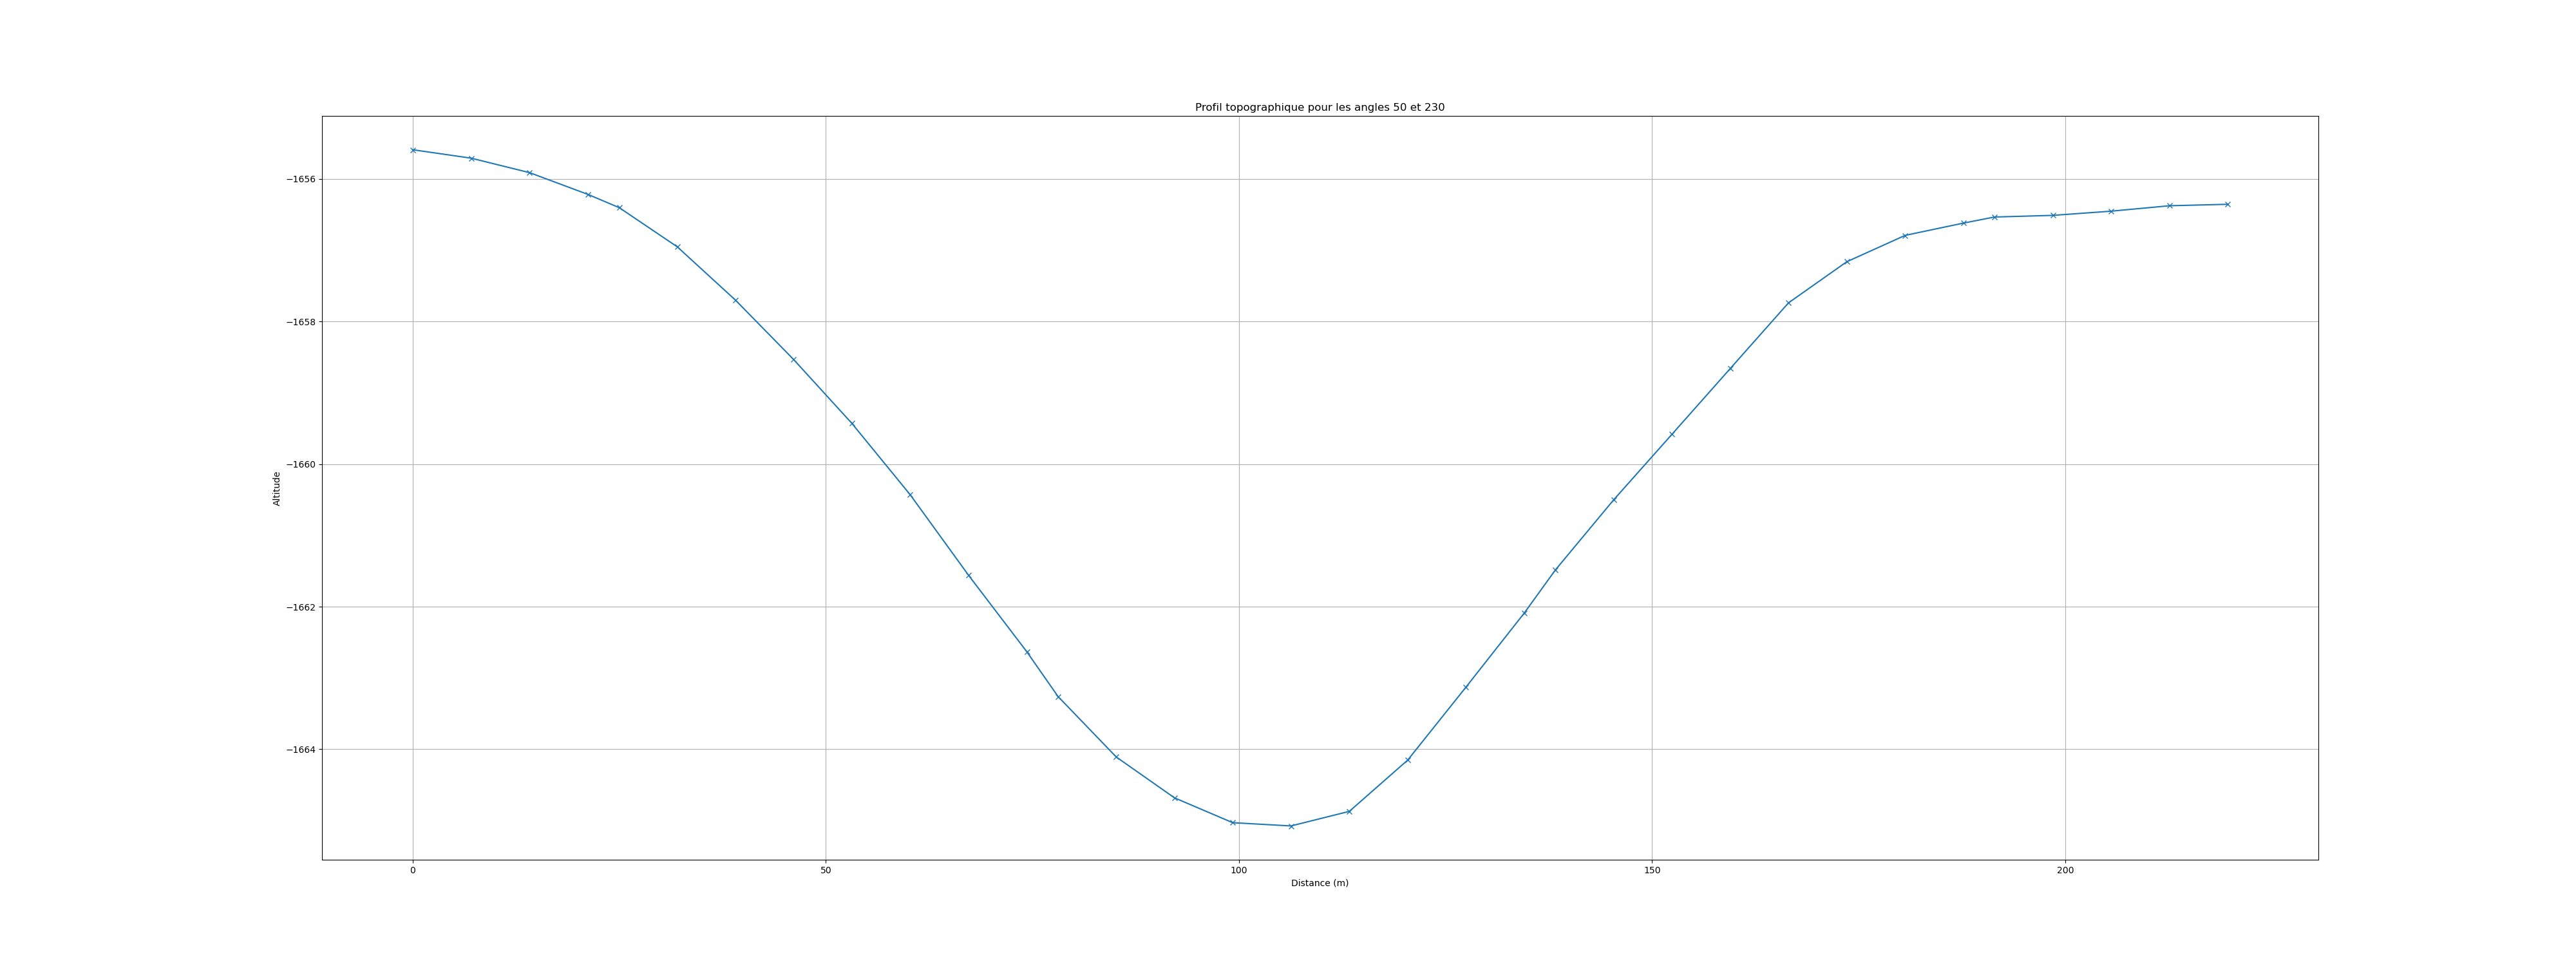 Profil topographique pour les angles 50 et 230
−1656
−1658
−1660
−1662
−1664
Altitude
0 50 100 150 200
Distance (m)